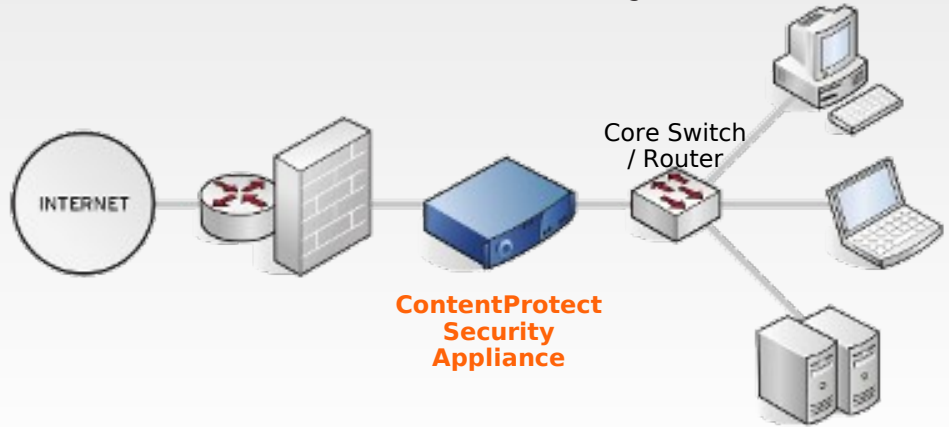 Core Switch
/ Router
INTERNET
ContentProtect
Security
Appliance